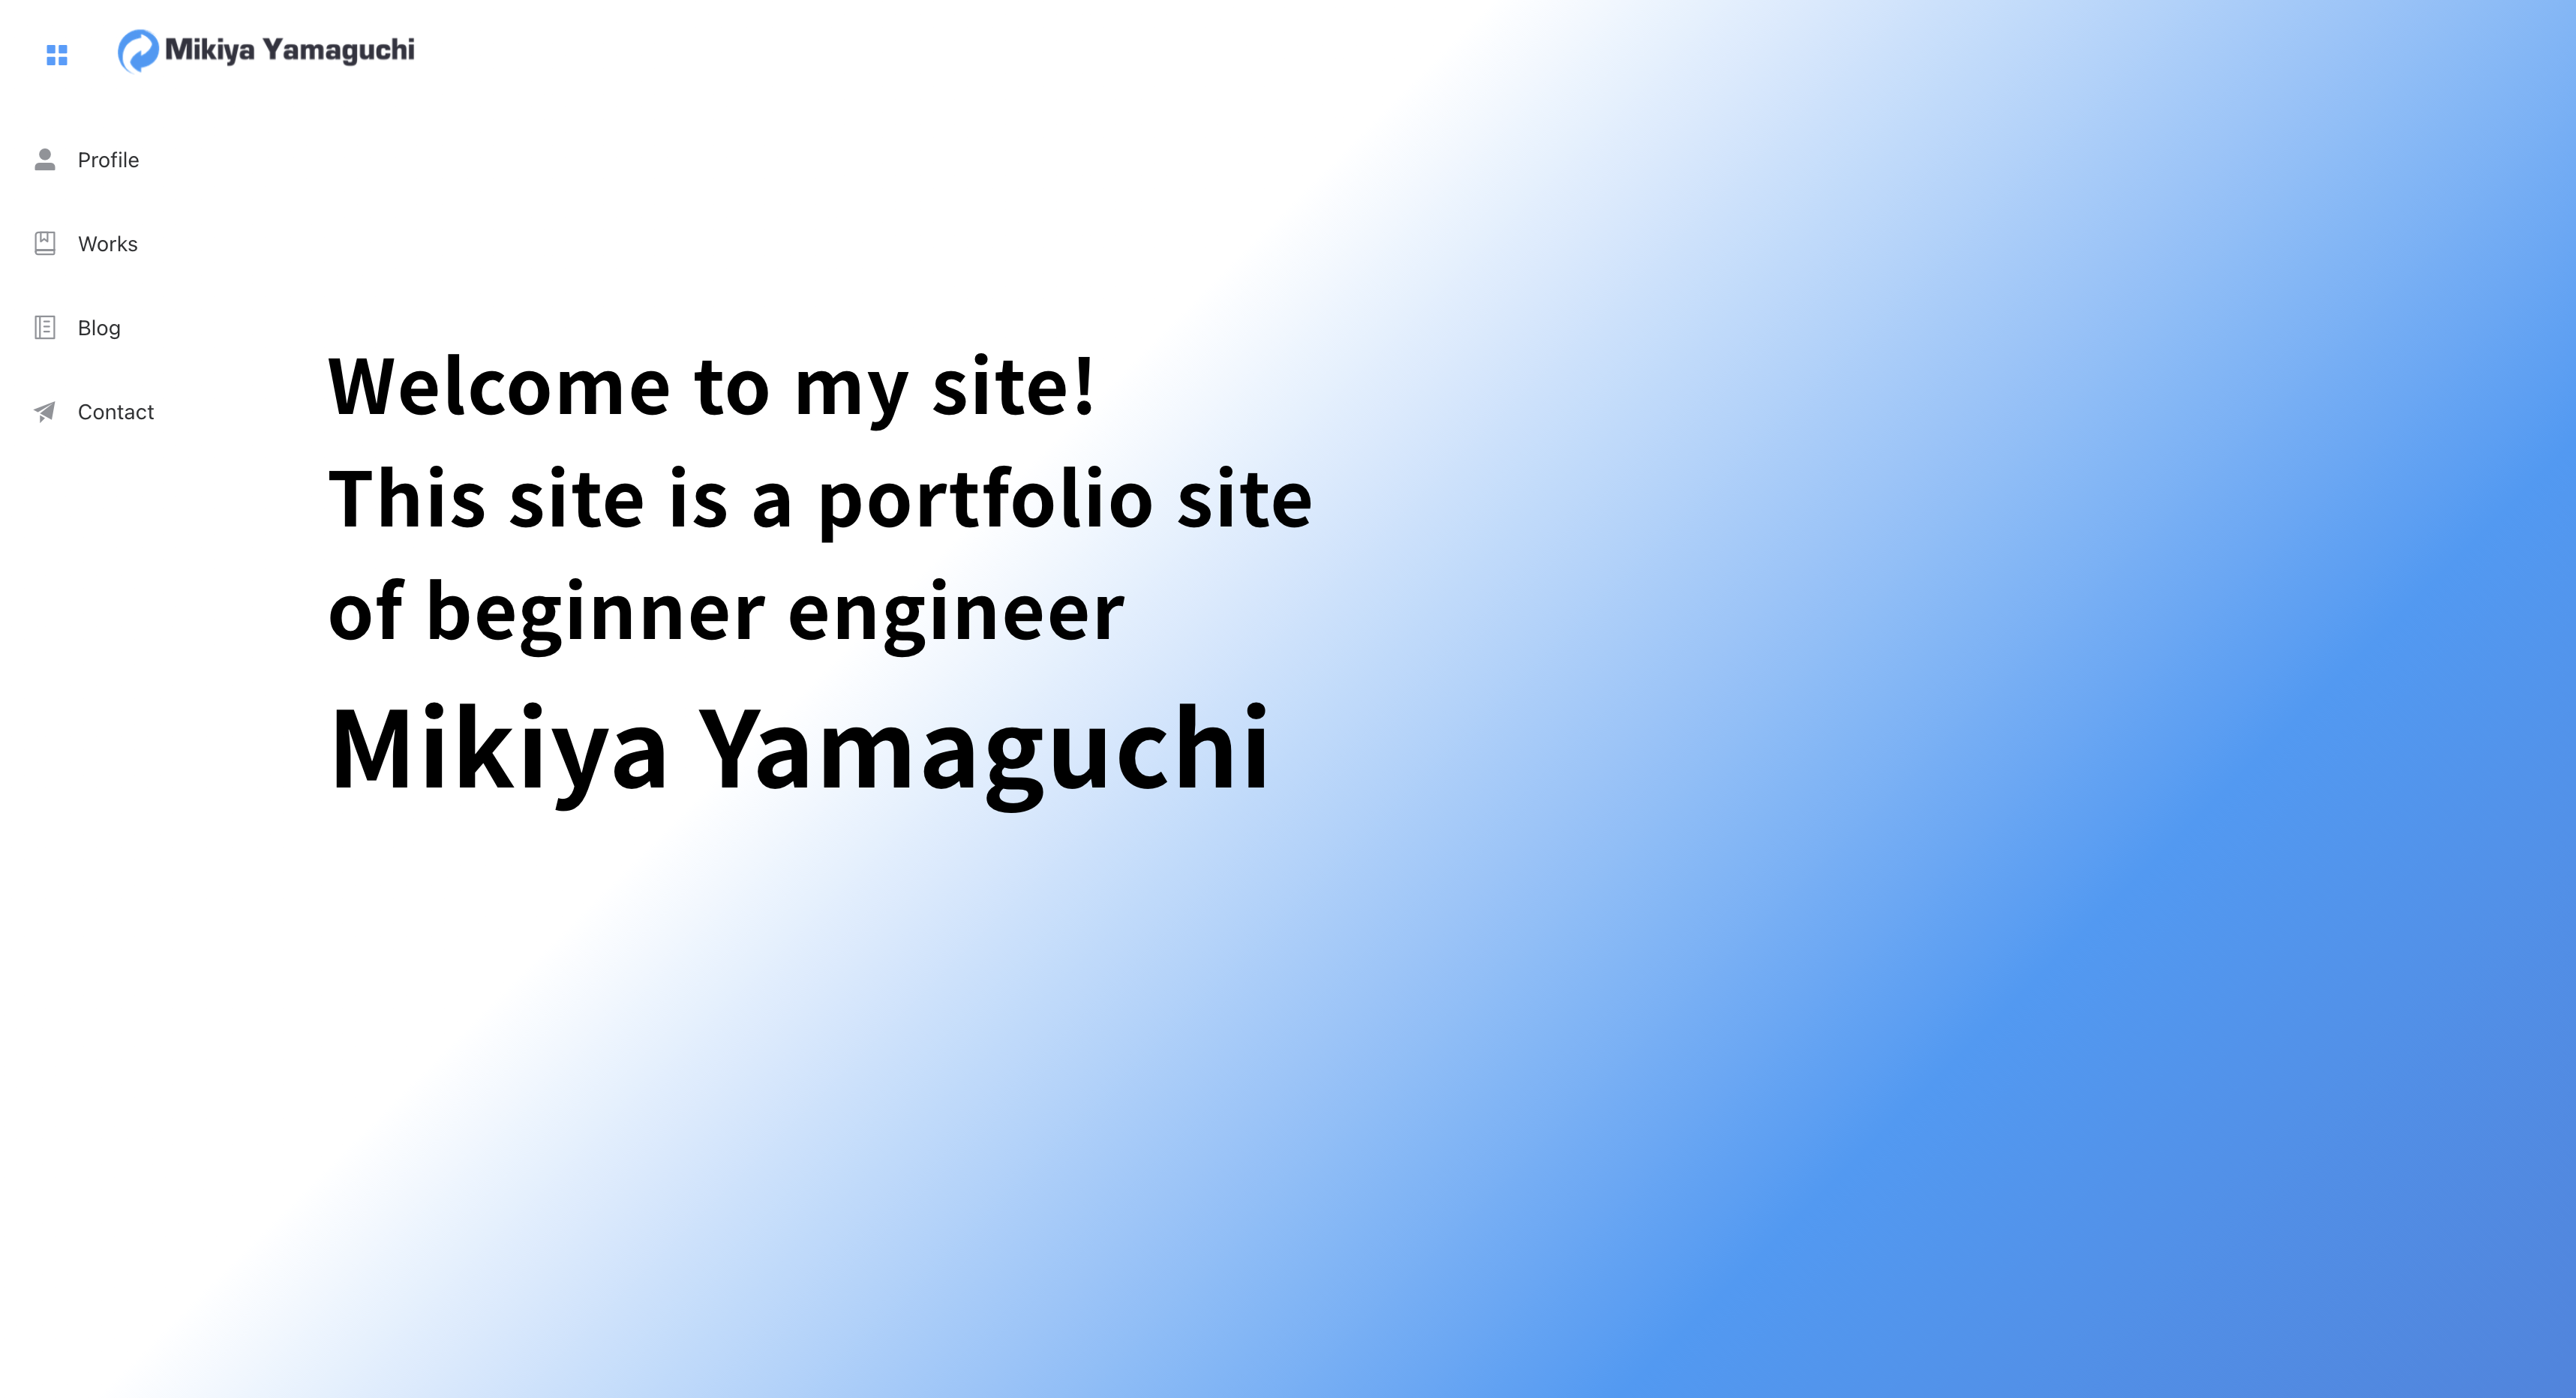 Mikiya Yamaguchi
Profile
Works
Blog
Contact
Welcome to my site!
This site is a portfolio site
of beginner engineer
Mikiya Yamaguchi